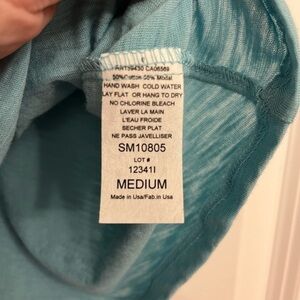 50%Cotton 50% Modal
HAND WASH COLD WATER
LAY FLAT OR HANG TO DRY
NO CHLORINE BLEACH
LAVER LA MAIN
L'EAU FROIDE
SECHER PLAT
NE PASS JAVELLISER
SM10805
LOT #
12341I
MEDIUM
Made in Usa/Fab.in Usa